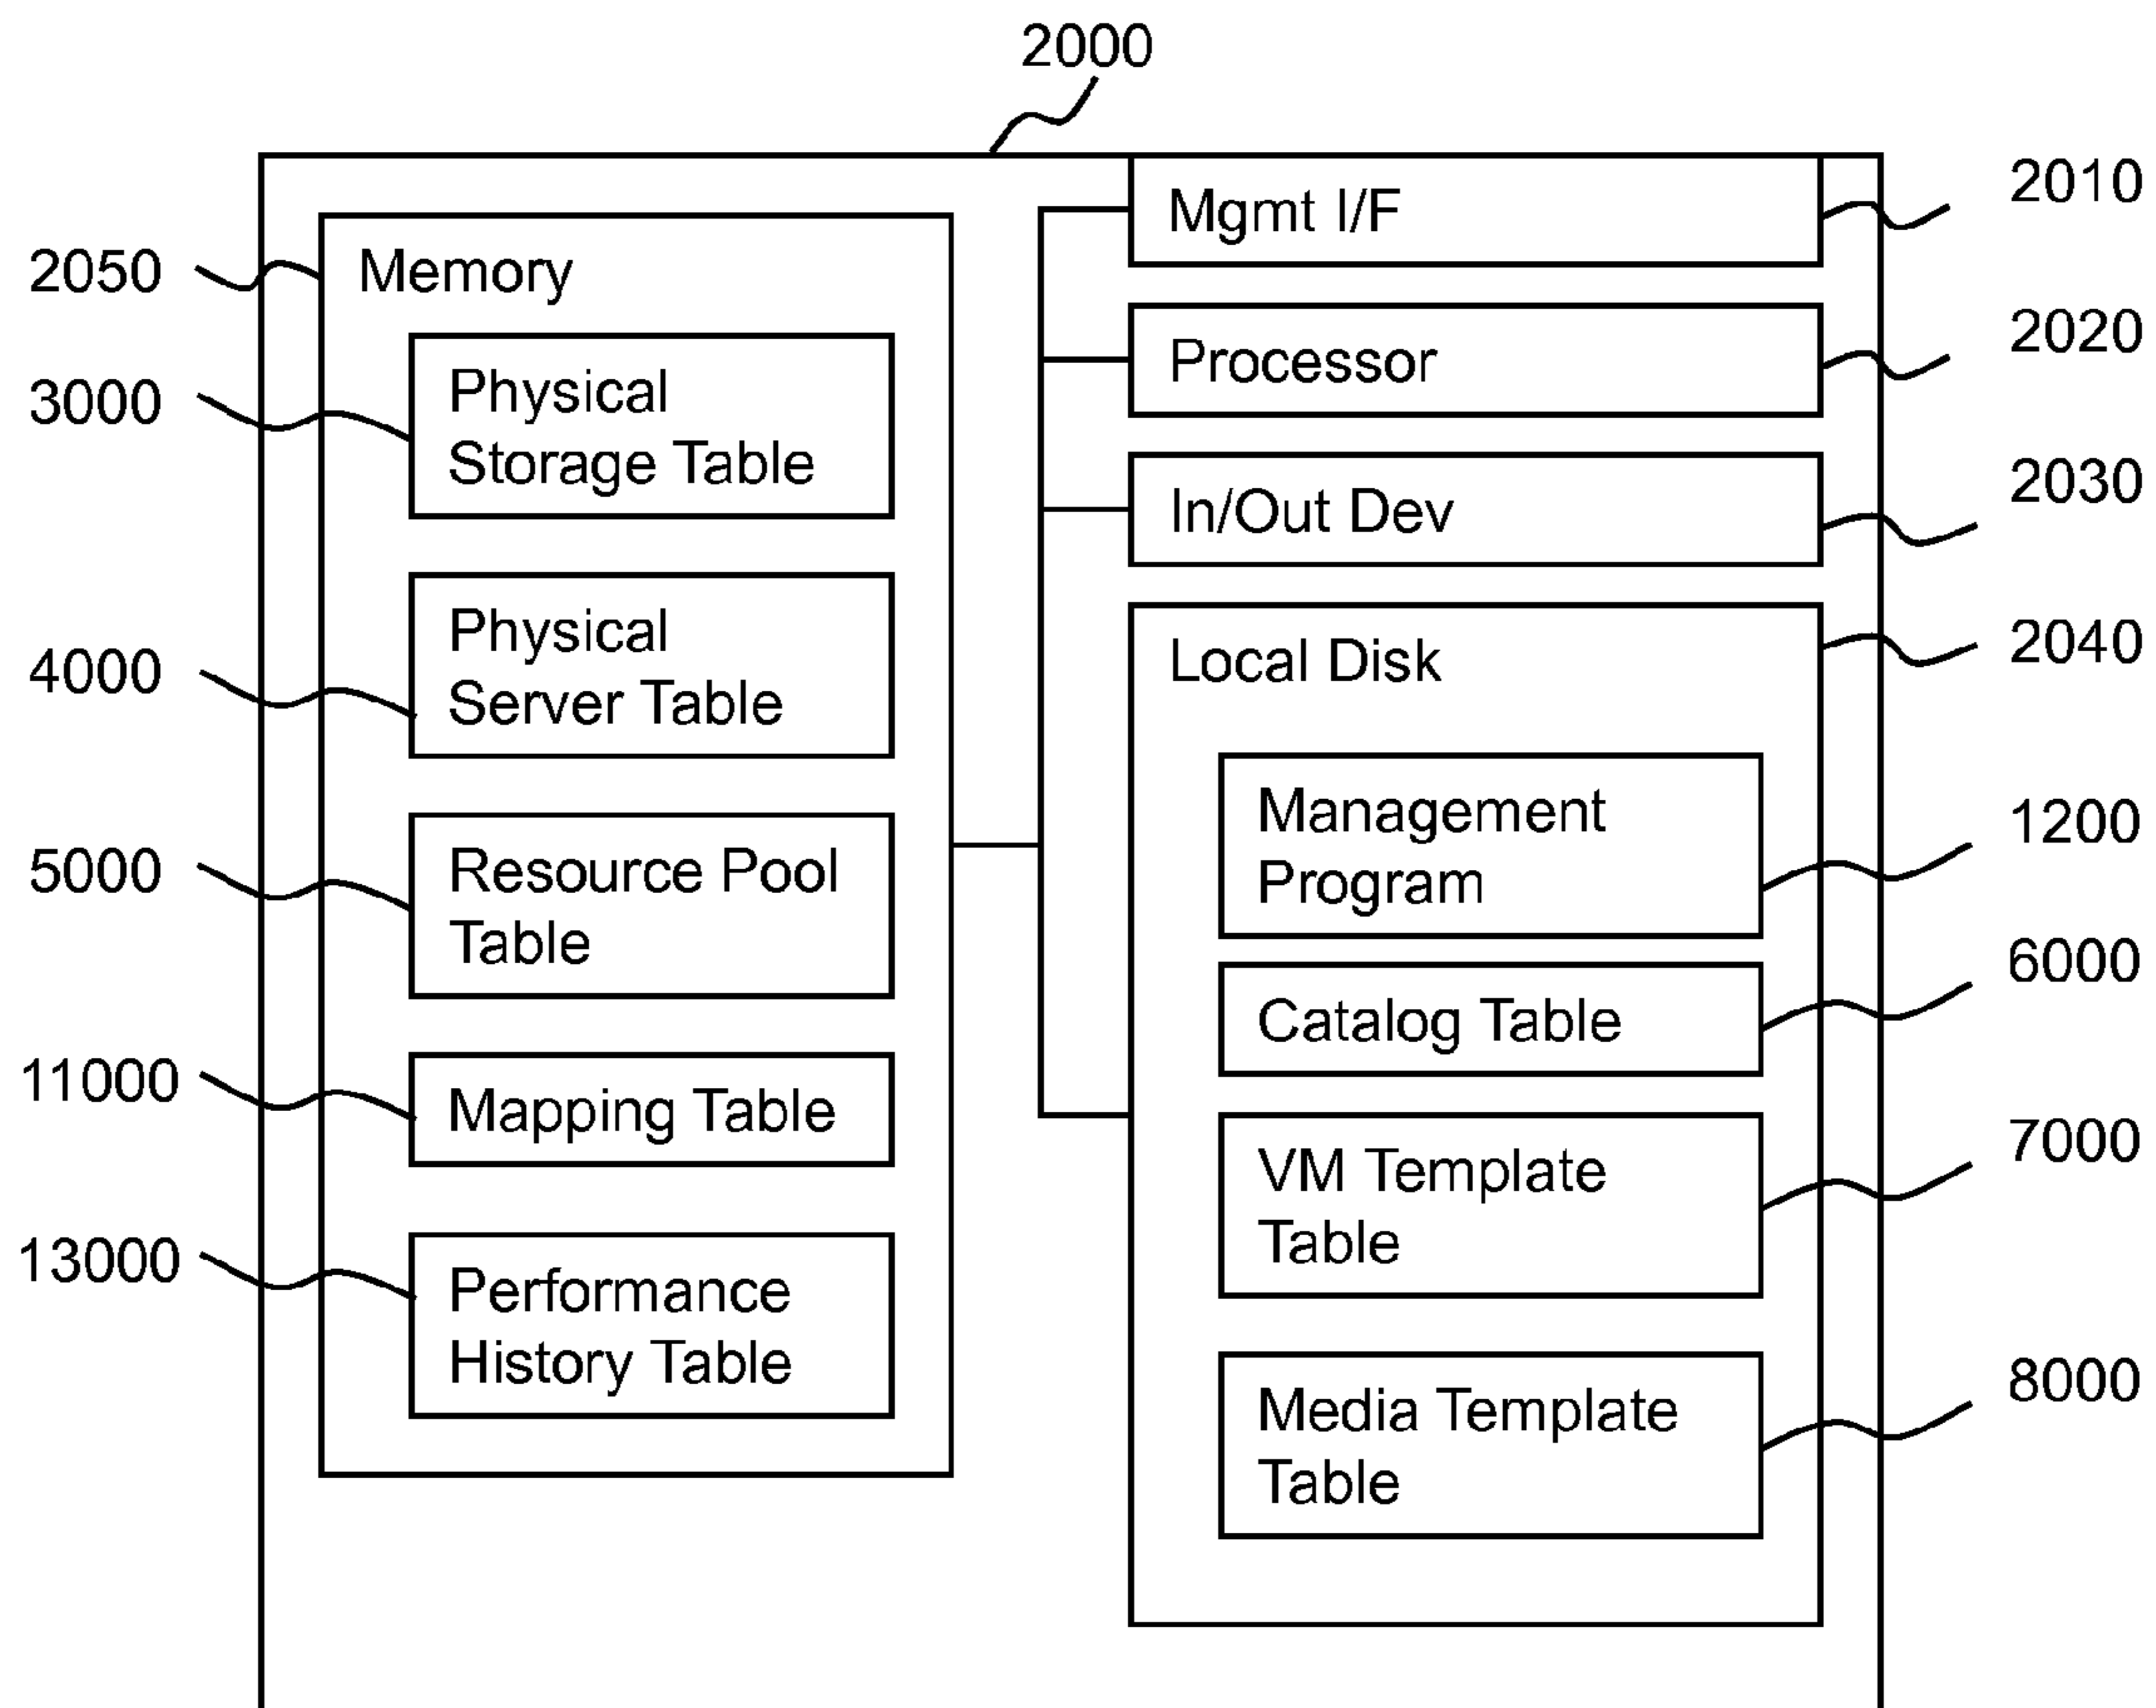 2000
Mgmt I/F
2010
2050
Memory
Processor
2020
3000
Physical
Storage Table
In/Out Dev
2030
4000
Physical
Server Table
Local Disk
2040
5000
Resource Pool
Table
Management
Program
1200
Catalog Table
6000
11000
Mapping Table
VM Template
Table
7000
13000
Performance
History Table
Media Template
Table
8000